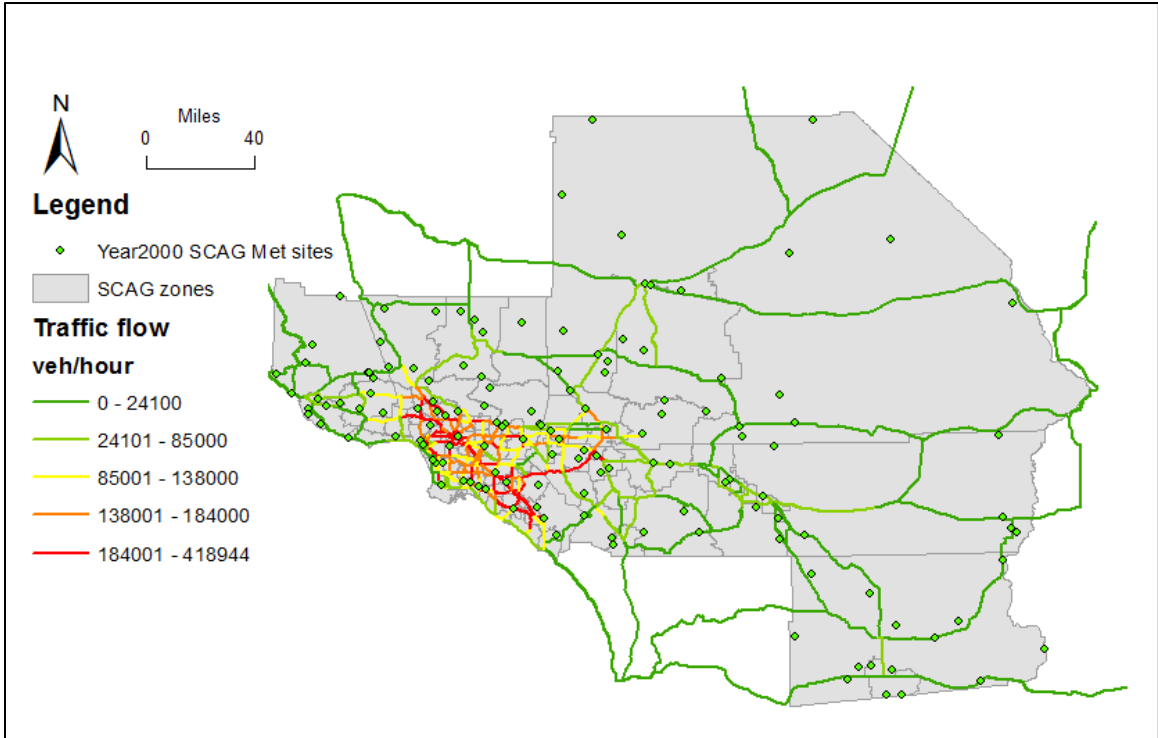 N
Miles
0 40
Legend
Year2000 SCAG Met sites
SCAG zones
Traffic flow
veh/hour
0 - 24100
24101 - 85000
85001 - 138000
138001 - 184000
184001 - 418944